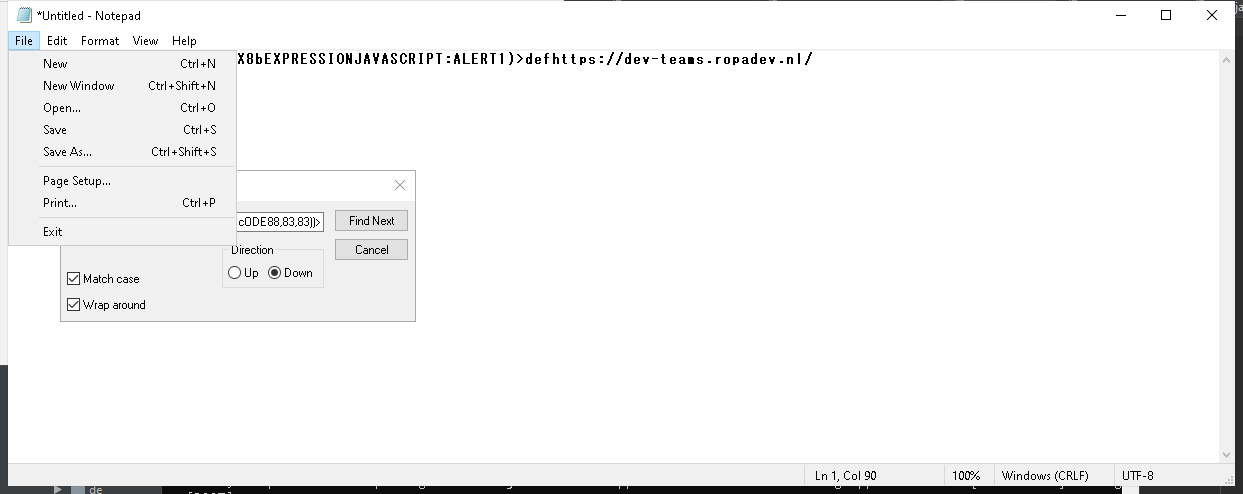 *Untitled - Notepad
File Edit Format View Help
X8bEXPRESSIONJAVASCRIPT:ALERT1)>defhttps://dev-teams.ropadev.nl/
New Ctrl+N
New Window Ctrl+Shift+N
Open... Ctrl+O
Save Ctrl+S
Save As... Ctrl+Shift+S
Page Setup...
Print... Ctrl+P
Exit
cODE88,83,83))>
Find Next
Cancel
Direction
Up Down
Match case
Wrap around
Ln 1, Col 90 100% Windows (CRLF) UTF-8
de